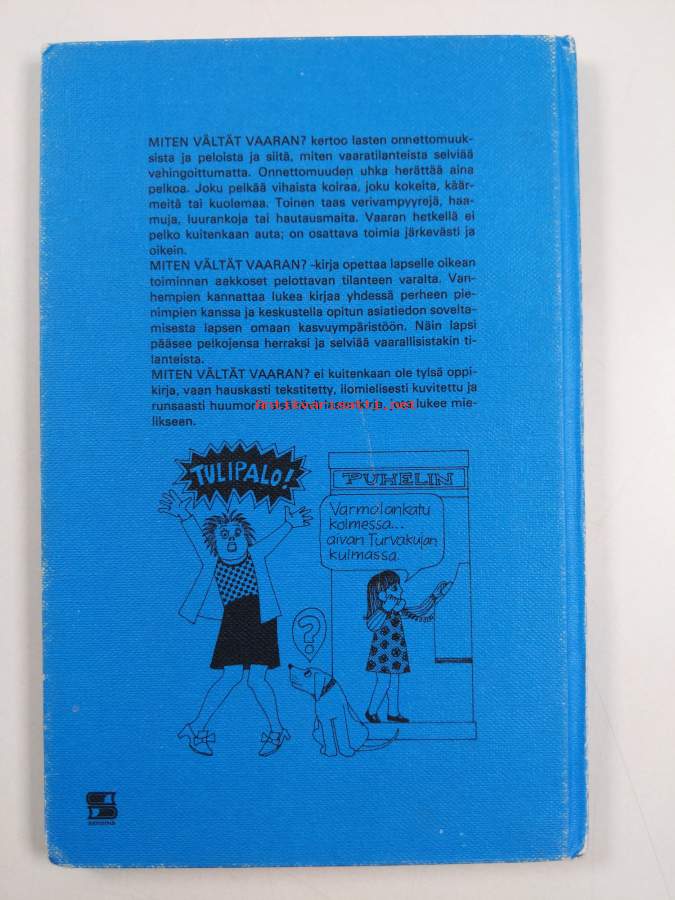 MITEN VÄLTÄT VAARAN? kertoo lasten onnettomuuk-
sista ja peloista ja siitä, miten vaaratilanteista selviää
vahingoittumatta. Onnettomuuden uhka herättää aina
pelkoa. Joku pelkää vihaista koiraa, joku kokeita, käär-
meitä tai kuolemaa. Toinen taas verivampyyrejä, haa-
muja, luurankoja tai hautausmaita. Vaaran hetkellä ei
pelko kuitenkaan auta; on osattava toimia järkevästi ja
oikein.
MITEN VÄLTÄT VAARAN? -kirja opettaa lapselle oikean
toiminnan aakkoset pelottavan tilanteen varalta. Van-
hempien kannattaa lukea kirjaa yhdessä perheen pie-
nimpien kanssa ja keskustella opitun asiatiedon sovelta-
misesta lapsen omaan kasvuympäristöön. Näin lapsi
pääsee pelkojensa herraksi ja selviää vaarallisistakin ti-
lanteista.
MITEN VÄLTÄT VAARAN? ei kuitenkaan ole tylsä oppi-
kirja, vaan hauskasti tekstitetty, ilomielisesti kuvitettu ja
runsaasti huumoria lukee mie-
likseen.
TULIPALO!
PUHELIN
Varmolankatu
kolmessa...
aivan Turvakujan
kulmassa.
?